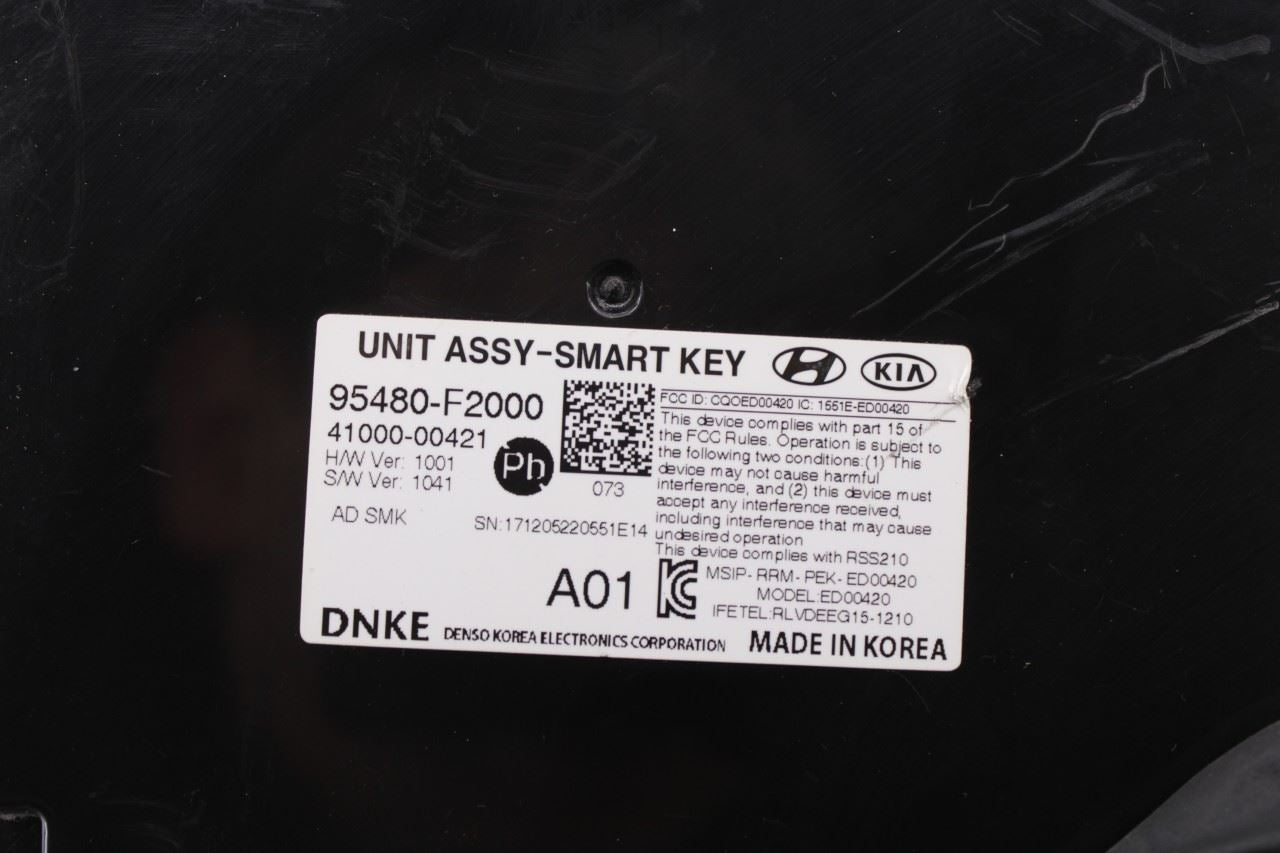 UNIT ASSY-SMART KEY
KIA
95480-F2000
41000-00421
H/W Ver: 1001
S/W Ver: 1041
Ph
073
AD SMK
SN:171205220551E14
FCC ID: CQOED00420 IC: 1551E-ED00420
This device complies with part 15 of
the FCC Rules. Operation is subject to
the following two conditions:(1) This
device may not cause harmful
interference, and (2) this device must
accept any interference received,
including interference that may cause
undesired operation
This device complies with RSS210
A01
MSIP-RRM-PEK-ED00420
MODEL:ED00420
IFETEL:RLVDEEG15-1210
DNKE DENSO KOREA ELECTRONICS CORPORATION MADE IN KOREA